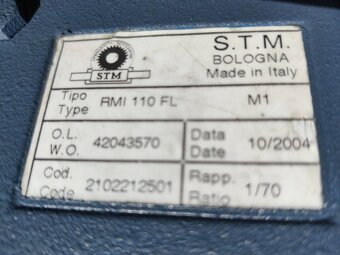 STM
S.T.M.
BOLOGNA
Made in Italy
Tipo
Type RMI 110 FL M1
O.L.
W.O. 42043570
Data
Date 10/2004
Cod.
Code 2102212501
Rapp.
Ratio 1/70